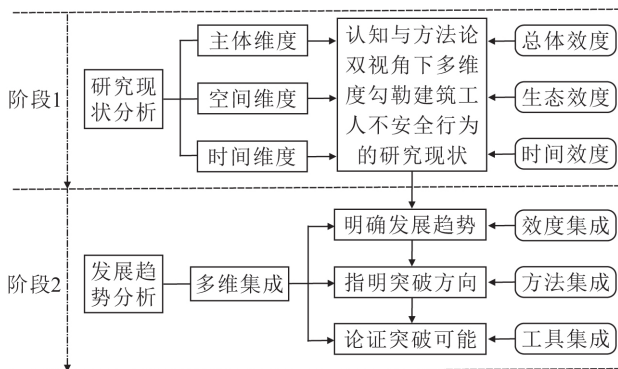 阶段1
研究现
状分析
主体维度
空间维度
时间维度
认知与方法论
双视角下多维
度勾勒建筑工
人不安全行为
的研究现状
总体效度
生态效度
时间效度
阶段2
发展趋
势分析
多维集成
明确发展趋势
指明突破方向
论证突破可能
效度集成
方法集成
工具集成